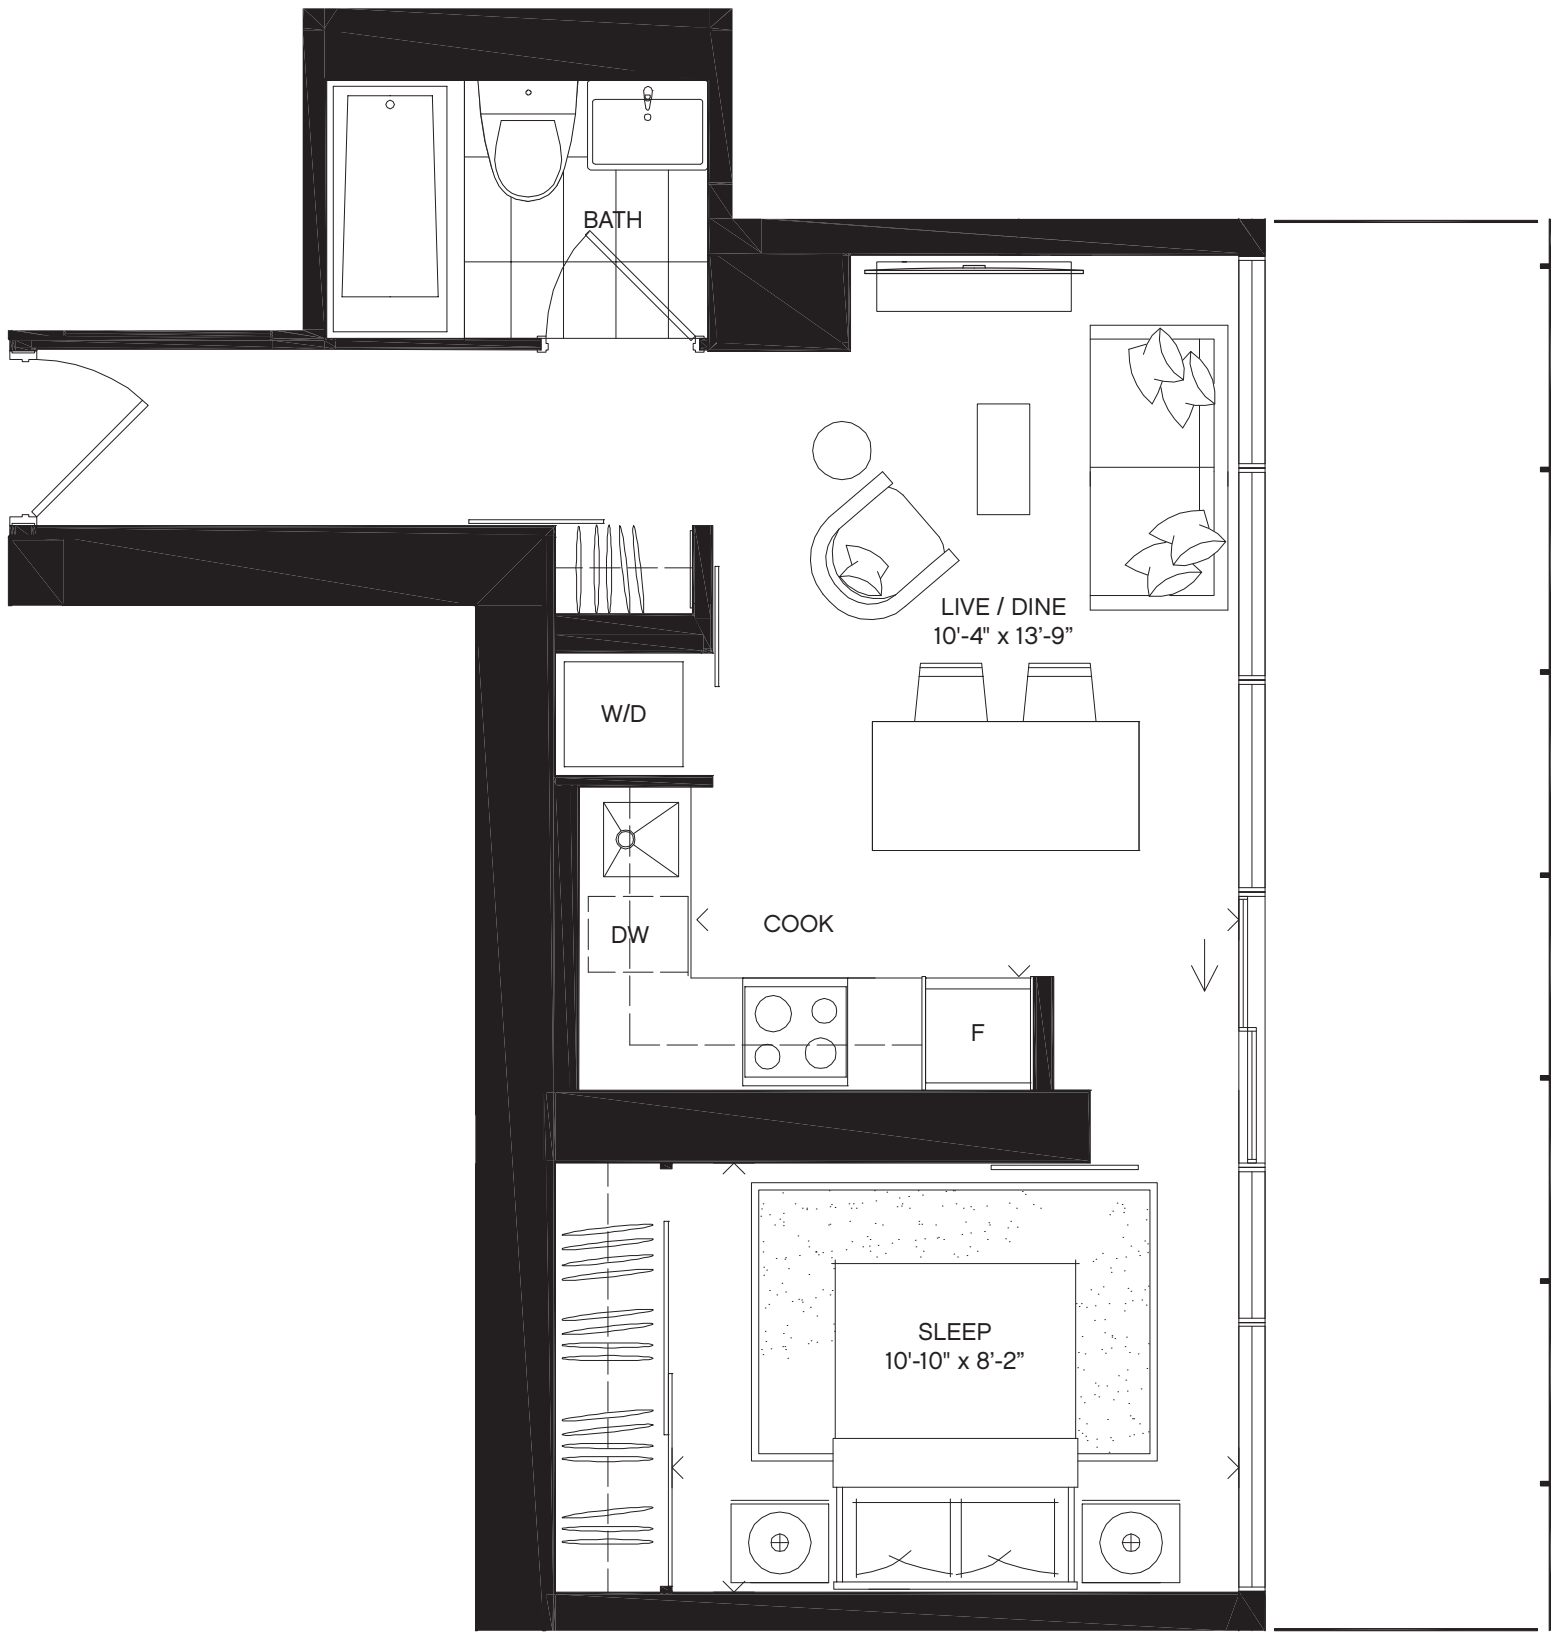 BATH
LIVE / DINE
10'-4" x 13'-9”
W/D
COOK
DW
F
SLEEP
10'-10" x 8'-2”